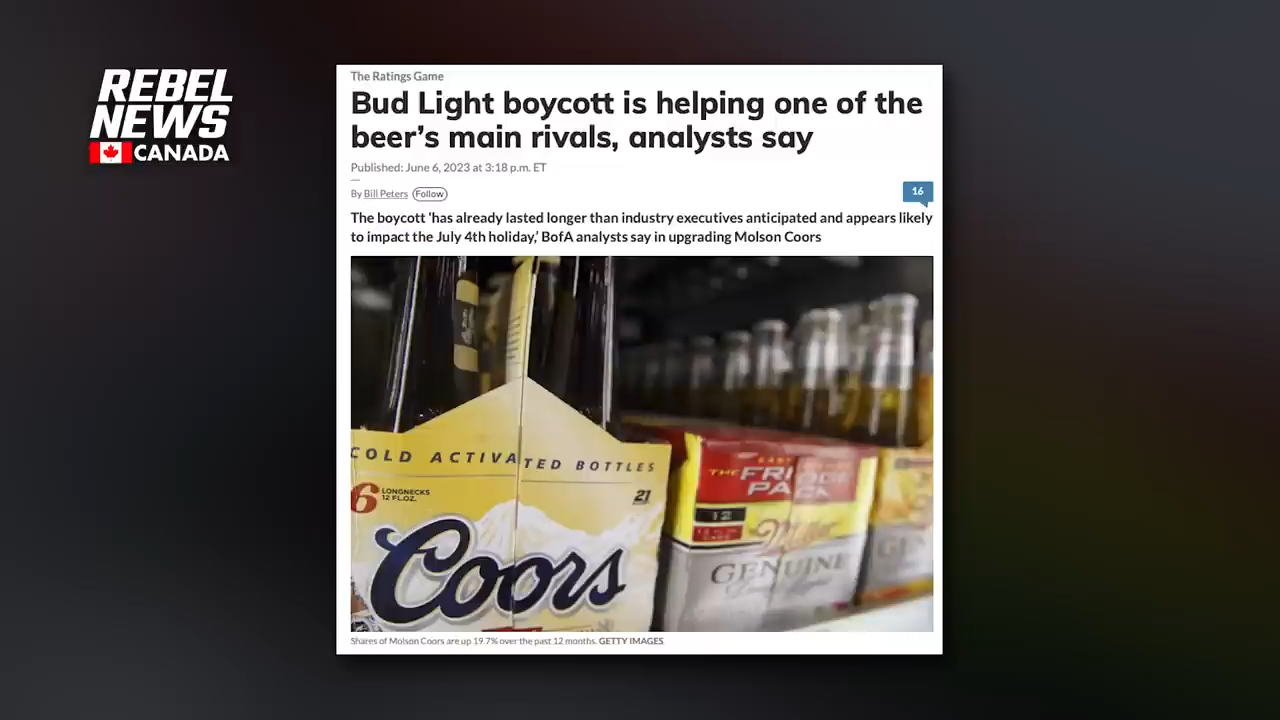 REBEL
NEWS
CANADA
The Ratings Game
Bud Light boycott is helping one of the
beer's main rivals, analysts say
Published: June 6, 2023 at 3:18 p.m. ET
By Bill Peters Follow
16
The boycott 'has already lasted longer than industry executives anticipated and appears likely
to impact the July 4th holiday,' BofA analysts say in upgrading Molson Coors
COLD ACTIVATED BOTTLES
6 LONGNECKS
12 FL.OZ.
21
Coors
THE FRIDGE
PACK
12
Miller
GENUINE
Shares of Molson Coors are up 19.7% over the past 12 months. GETTY IMAGES